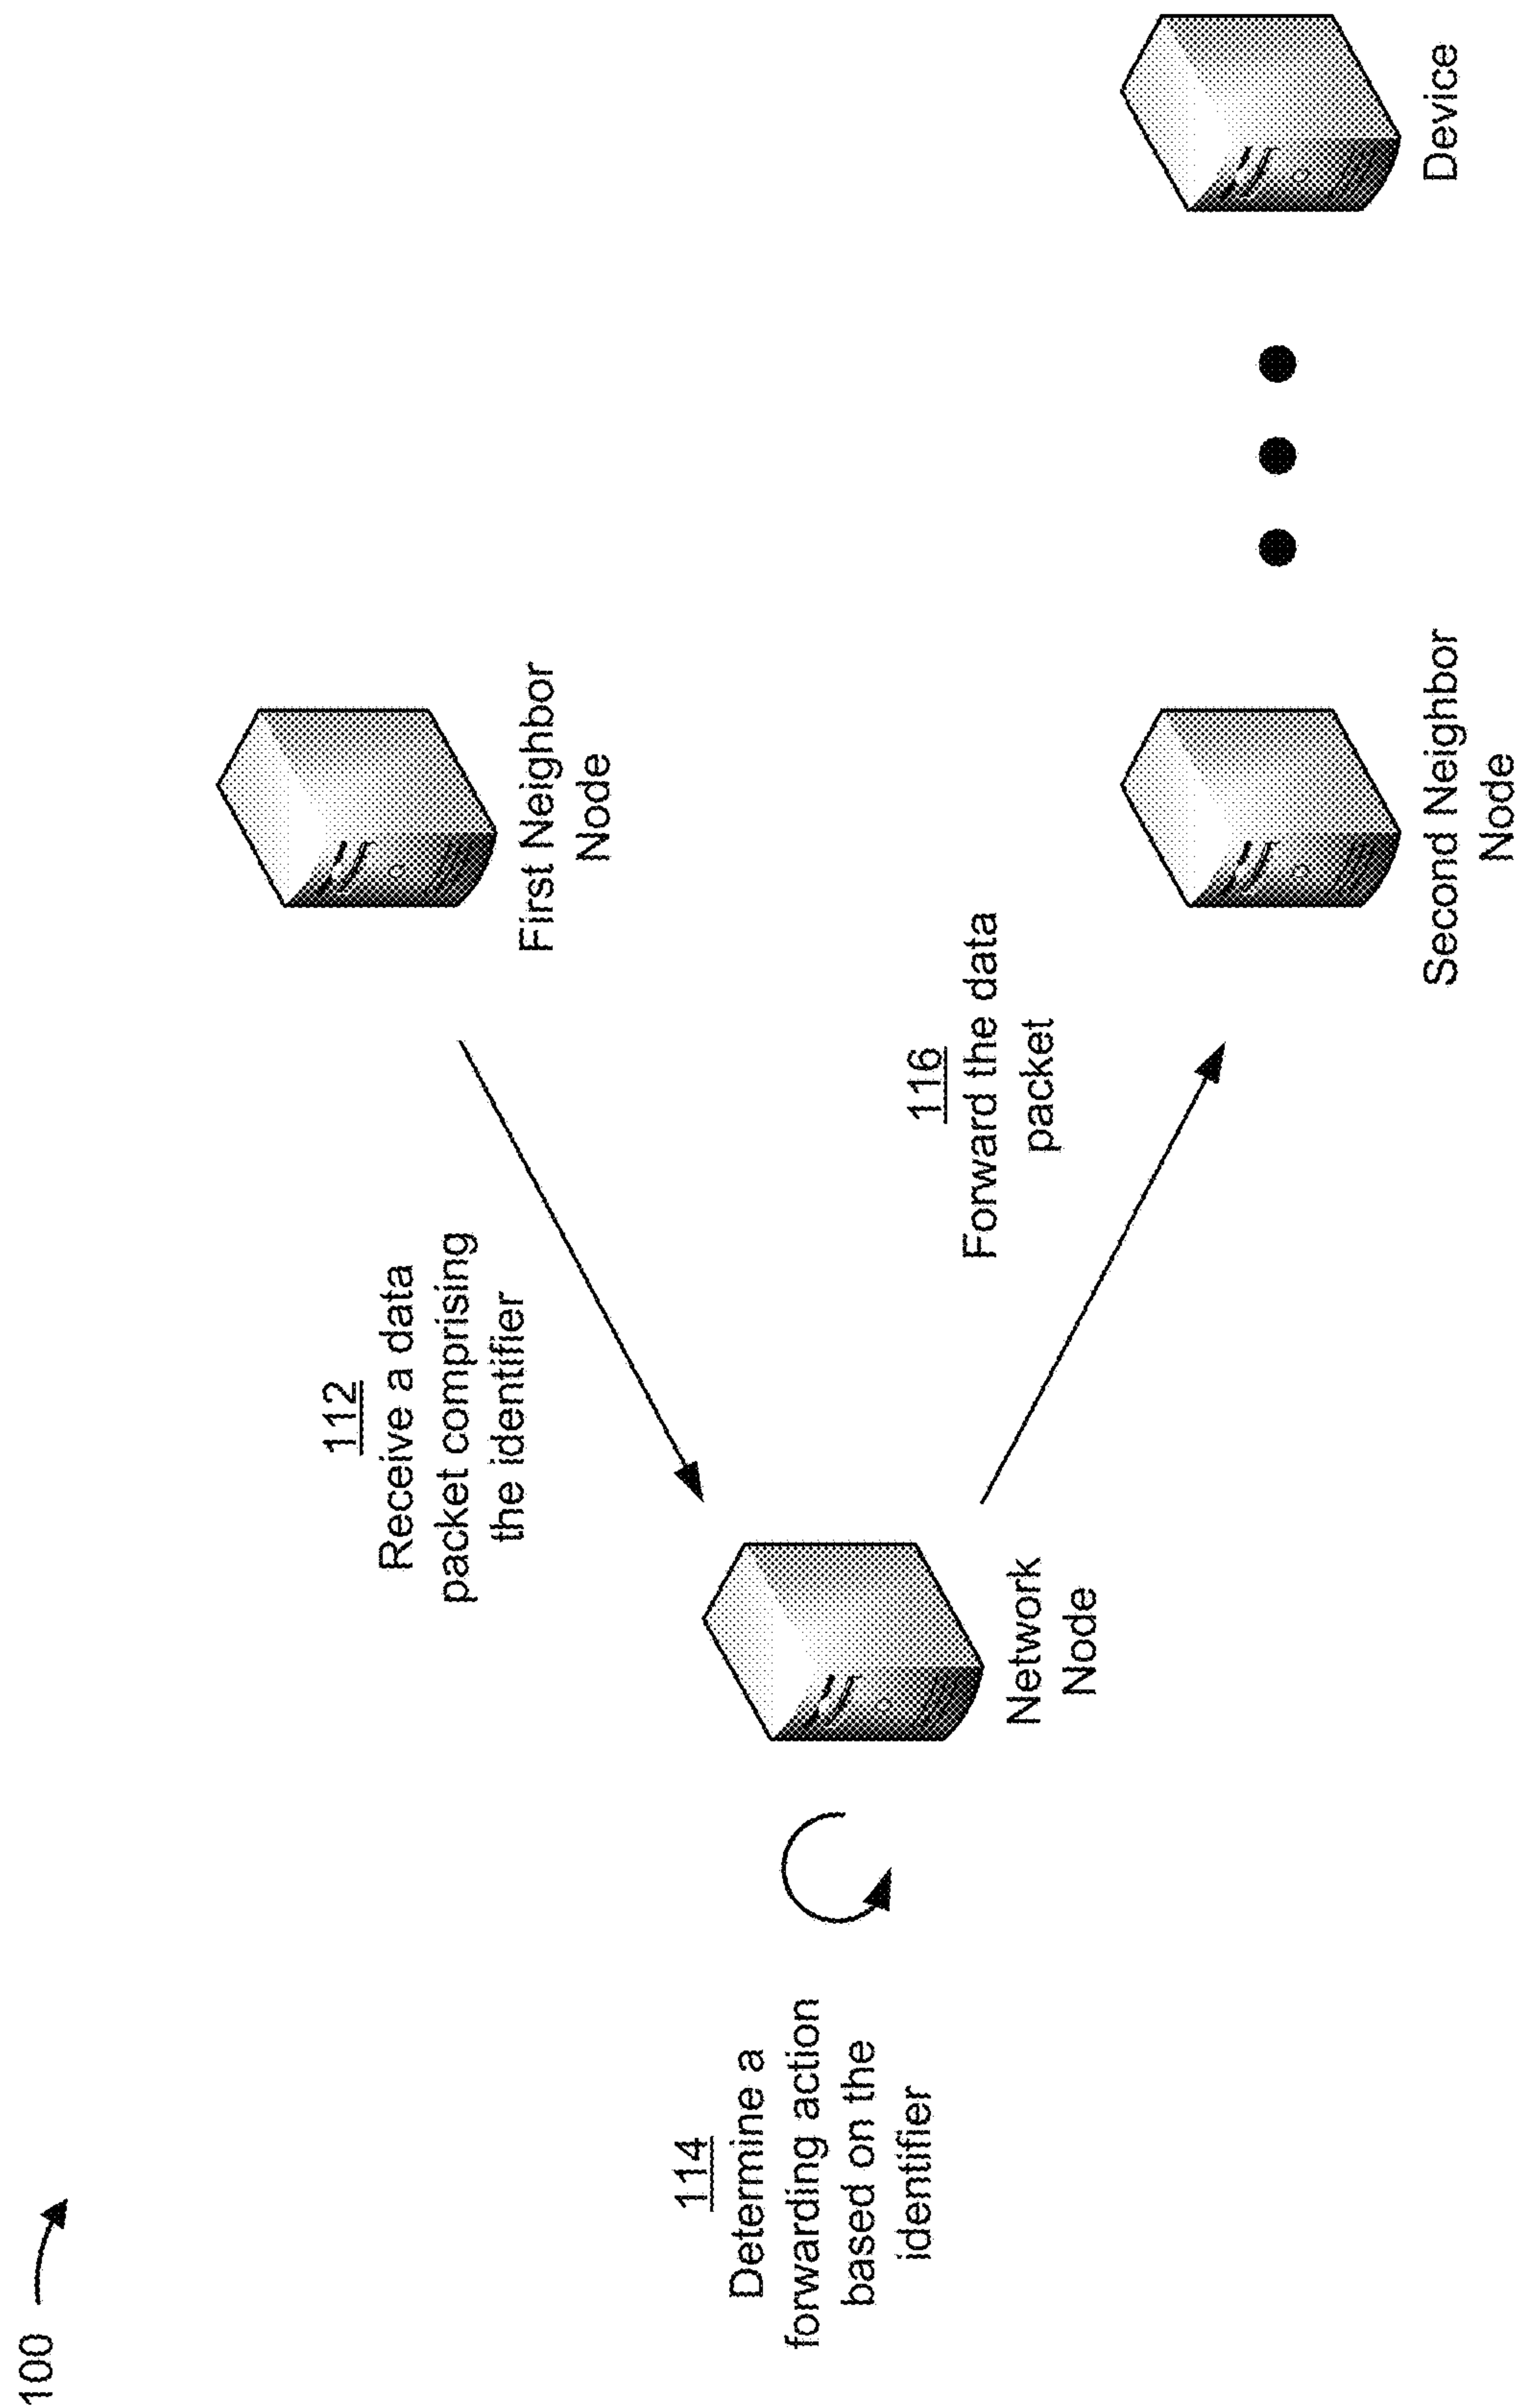 100
112
Receive a data
packet comprising
the identifier
First Neighbor
Node
114
Determine a
forwarding action
based on the
identifier
Network
Node
116
Forward the data
packet
Second Neighbor
Node
Device